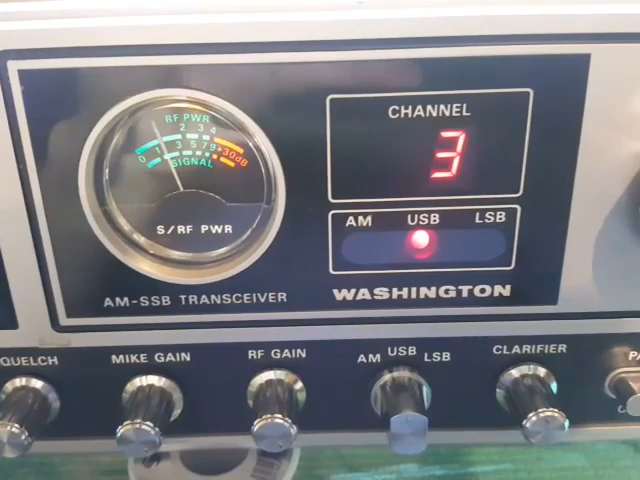 RF PWR
0 1 2 3 4
3 5 7 9 +30dB
SIGNAL
S/RF PWR
AM-SSB TRANSCEIVER
CHANNEL
3
AM USB LSB
WASHINGTON
QUELCH
MIKE GAIN
RF GAIN
AM USB LSB
CLARIFIER
PA